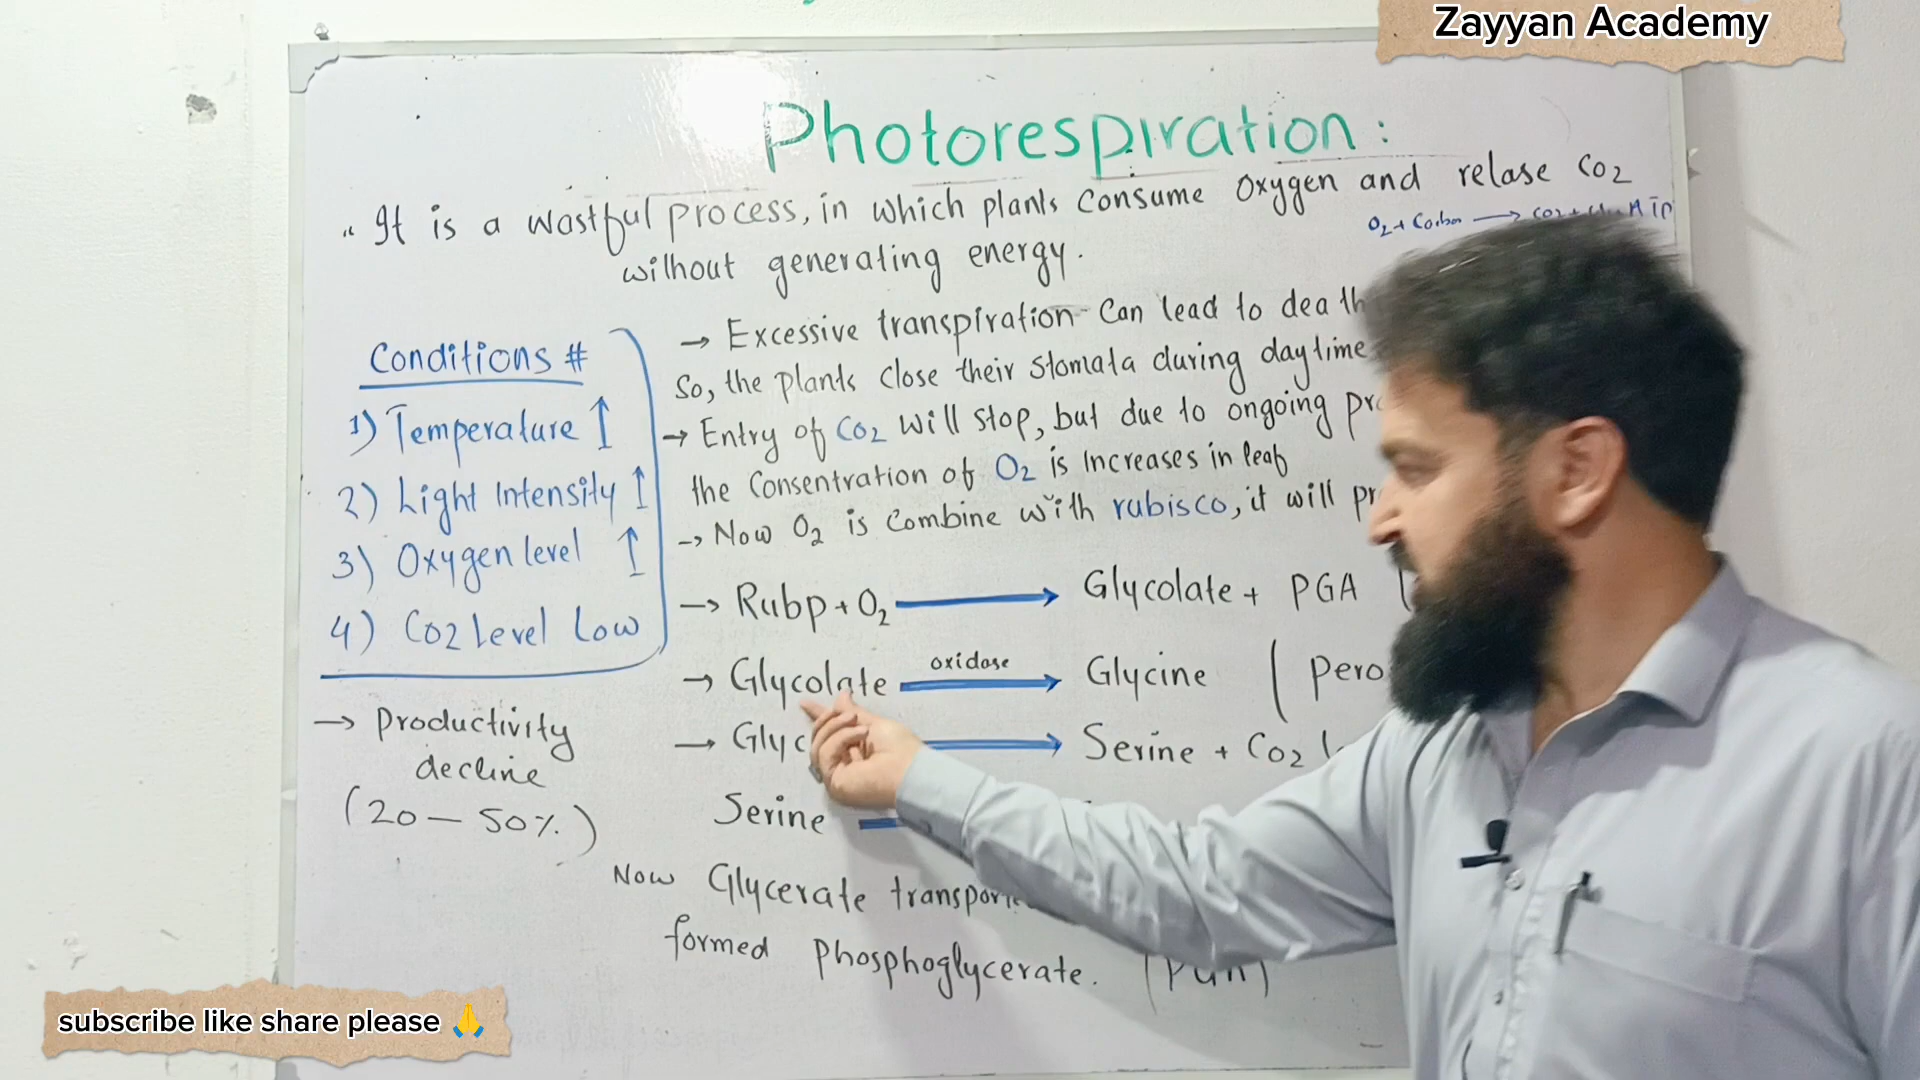 Zayyan Academy
Photorespiration:
" It is a wastful process, in which plants consume oxygen and relase CO2
O2 + Carbon → CO2 +
without generating energy.
Conditions #
1) Temperature ↑
2) Light Intensity ↑
3) Oxygen level ↑
4) CO2 Level Low
→ Productivity
decline
(20 — 50%)
→ Excessive transpiration can lead to death
So, the plants close their stomata during daytime
→ Entry of CO2 will stop, but due to ongoing
the Consentration of O2 is increases in leaf
→ Now O2 is combine with rubisco, it will
→ Rubp + O2 → Glycolate + PGA
→ Glycolate oxidase → Glycine (
→ → Serine + CO2
Serine
Now Glycerate
formed Phosphoglycerate.
subscribe like share please 🙏